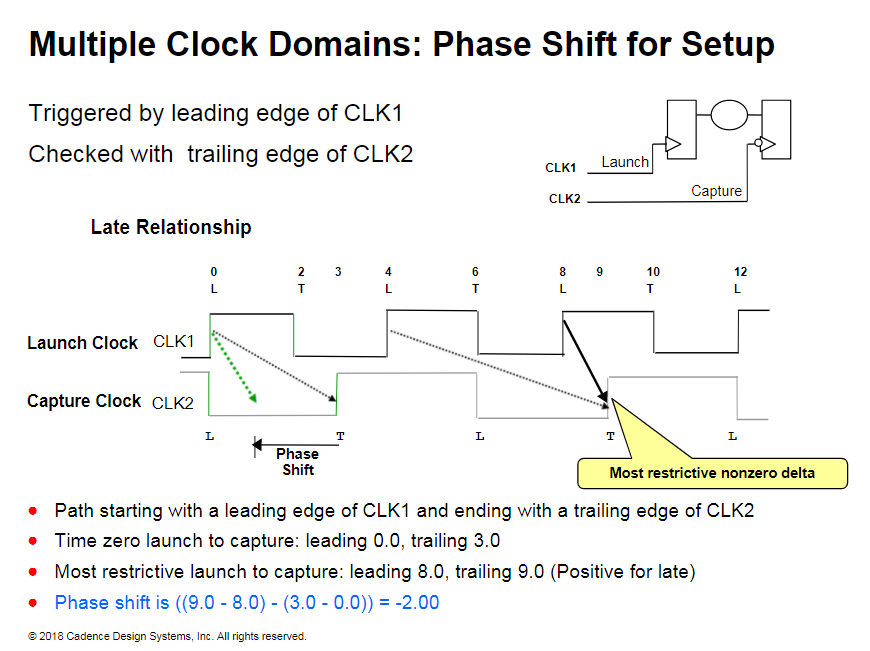 Multiple Clock Domains: Phase Shift for Setup
Triggered by leading edge of CLK1
Checked with  trailing edge of CLK2
CLK1 Launch
CLK2 Capture
Late Relationship
0 2 3 4 6 8 9 10 12
L T L T L T L
Launch Clock CLK1
Capture Clock CLK2
L T L T L
Phase
Shift
Most restrictive nonzero delta
• Path starting with a leading edge of CLK1 and ending with a trailing edge of CLK2
• Time zero launch to capture: leading 0.0, trailing 3.0
• Most restrictive launch to capture: leading 8.0, trailing 9.0 (Positive for late)
• Phase shift is ((9.0 - 8.0) - (3.0 - 0.0)) = -2.00
© 2018 Cadence Design Systems, Inc. All rights reserved.